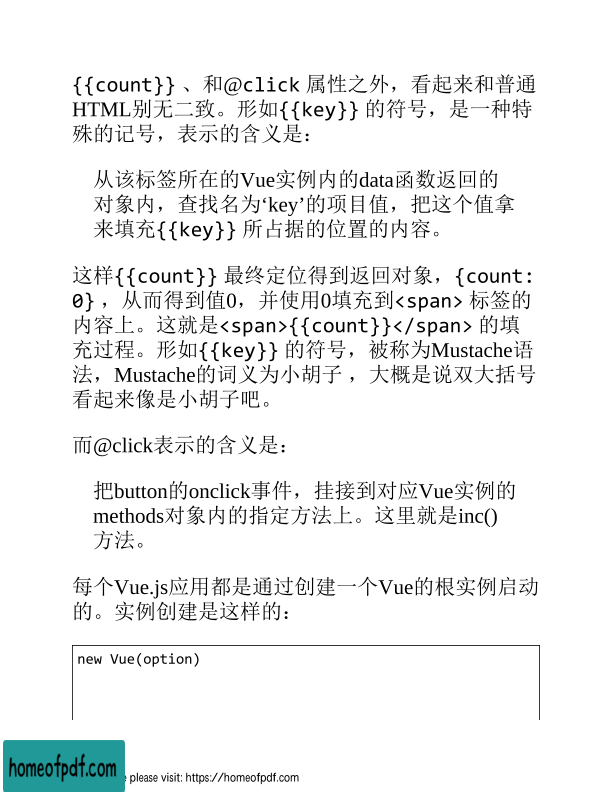 {{count}} 、和@click 属性之外，看起来和普通
HTML别无二致。形如{{key}} 的符号，是一种特
殊的记号，表示的含义是：
从该标签所在的Vue实例内的data函数返回的
对象内，查找名为‘key’的项目值，把这个值拿
来填充{{key}} 所占据的位置的内容。
这样{{count}} 最终定位得到返回对象，{count:
0} ，从而得到值0，并使用0填充到<span> 标签的
内容上。这就是<span>{{count}}</span> 的填
充过程。形如{{key}} 的符号，被称为Mustache语
法，Mustache的词义为小胡子 ，大概是说双大括号
看起来像是小胡子吧。
而@click表示的含义是：
把button的onclick事件，挂接到对应Vue实例的
methods对象内的指定方法上。这里就是inc()
方法。
每个Vue.js应用都是通过创建一个Vue的根实例启动
的。实例创建是这样的：
new Vue(option)
homeofpdf.com
please visit: https://homeofpdf.com